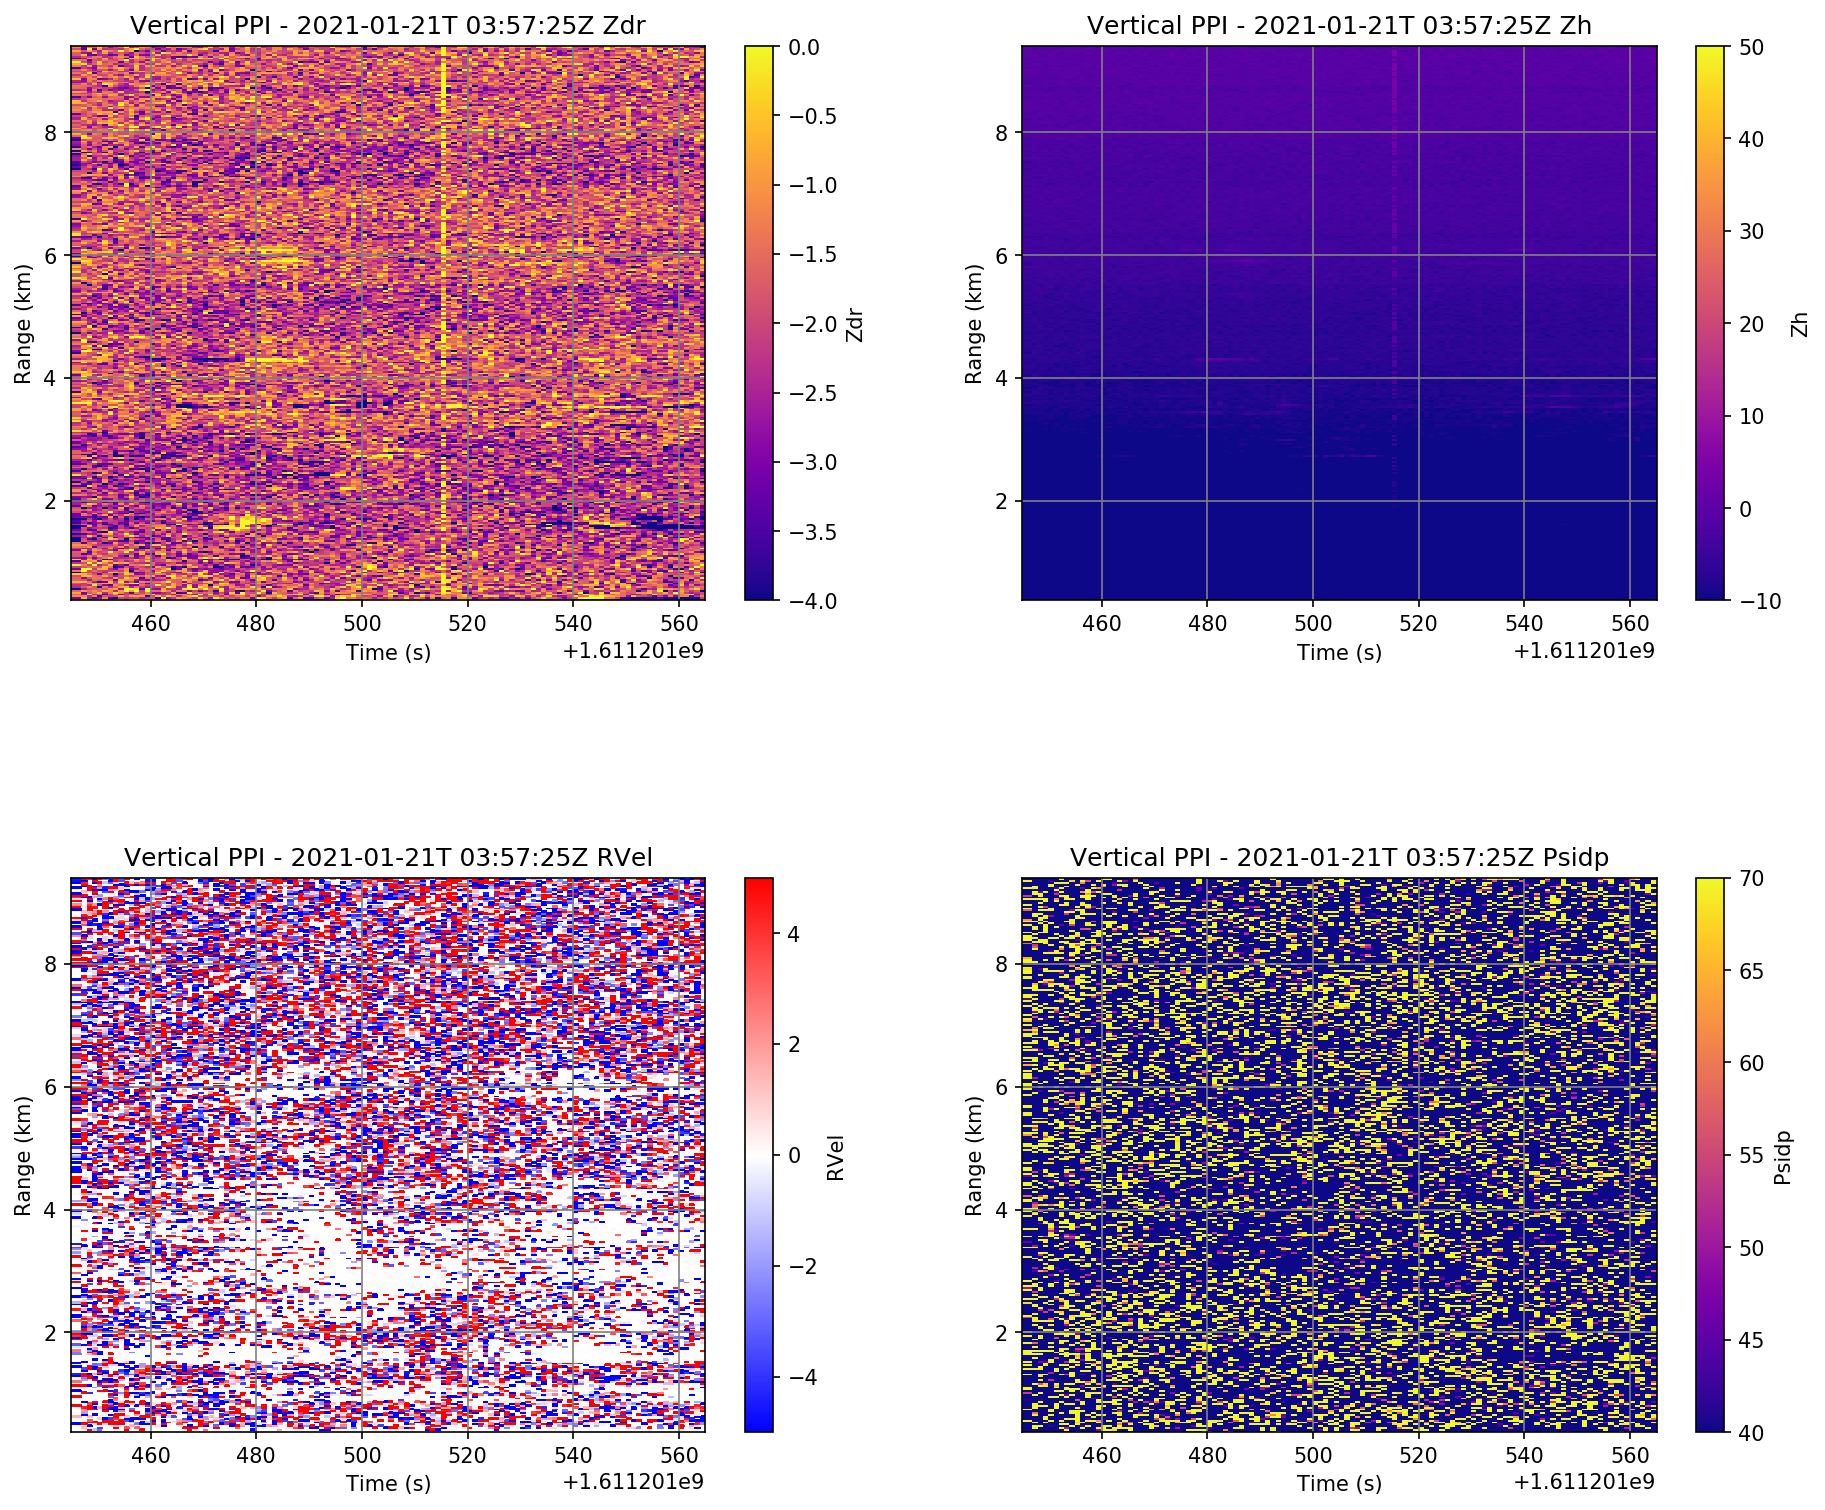 Vertical PPI - 2021-01-21T 03:57:25Z Zdr
Range (km)
8
6
4
2
460 480 500 520 540 560
Time (s)
+1.611201e9
0.0
−0.5
−1.0
−1.5
−2.0
−2.5
−3.0
−3.5
−4.0
Zdr
Vertical PPI - 2021-01-21T 03:57:25Z Zh
Range (km)
8
6
4
2
460 480 500 520 540 560
Time (s)
+1.611201e9
50
40
30
20
10
0
−10
Zh
Vertical PPI - 2021-01-21T 03:57:25Z RVel
Range (km)
8
6
4
2
460 480 500 520 540 560
Time (s)
+1.611201e9
4
2
0
−2
−4
RVel
Vertical PPI - 2021-01-21T 03:57:25Z Psidp
Range (km)
8
6
4
2
460 480 500 520 540 560
Time (s)
+1.611201e9
70
65
60
55
50
45
40
Psidp